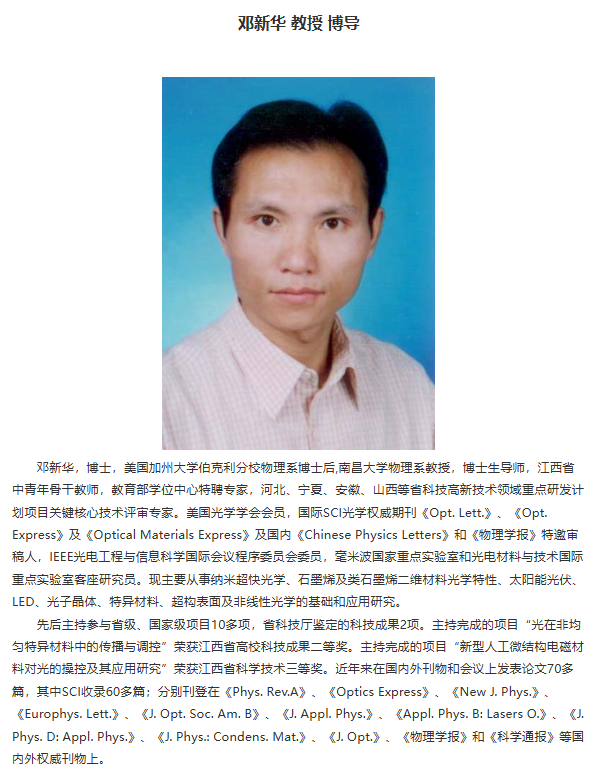 邓新华 教授 博导
邓新华，博士，美国加州大学伯克利分校物理系博士后,南昌大学物理系教授，博士生导师，江西省
中青年骨干教师，教育部学位中心特聘专家，河北、宁夏、安徽、山西等省科技高新技术领域重点研发计
划项目关键核心技术评审专家。美国光学学会会员，国际SCI光学权威期刊《Opt. Lett.》、《Opt.
Express》及《Optical Materials Express》及国内《Chinese Physics Letters》和《物理学报》特邀审
稿人，IEEE光电工程与信息科学国际会议程序委员会委员，毫米波国家重点实验室和光电材料与技术国际
重点实验室客座研究员。现主要从事纳米超快光学、石墨烯及类石墨烯二维材料光学特性、太阳能光伏、
LED、光子晶体、特异材料、超构表面及非线性光学的基础和应用研究。
先后主持参与省级、国家级项目10多项，省科技厅鉴定的科技成果2项。主持完成的项目“光在非均
匀特异材料中的传播与调控”荣获江西省高校科技成果二等奖。主持完成的项目“新型人工微结构电磁材
料对光的操控及其应用研究”荣获江西省科学技术三等奖。近年来在国内外刊物和会议上发表论文70多
篇，其中SCI收录60多篇；分别刊登在《Phys. Rev.A》、《Optics Express》、《New J. Phys.》、
《Europhys. Lett.》、《J. Opt. Soc. Am. B》、《J. Appl. Phys.》、《Appl. Phys. B: Lasers O.》、《J.
Phys. D: Appl. Phys.》、《J. Phys.: Condens. Mat.》、《J. Opt.》、《物理学报》和《科学通报》等国
内外权威刊物上。